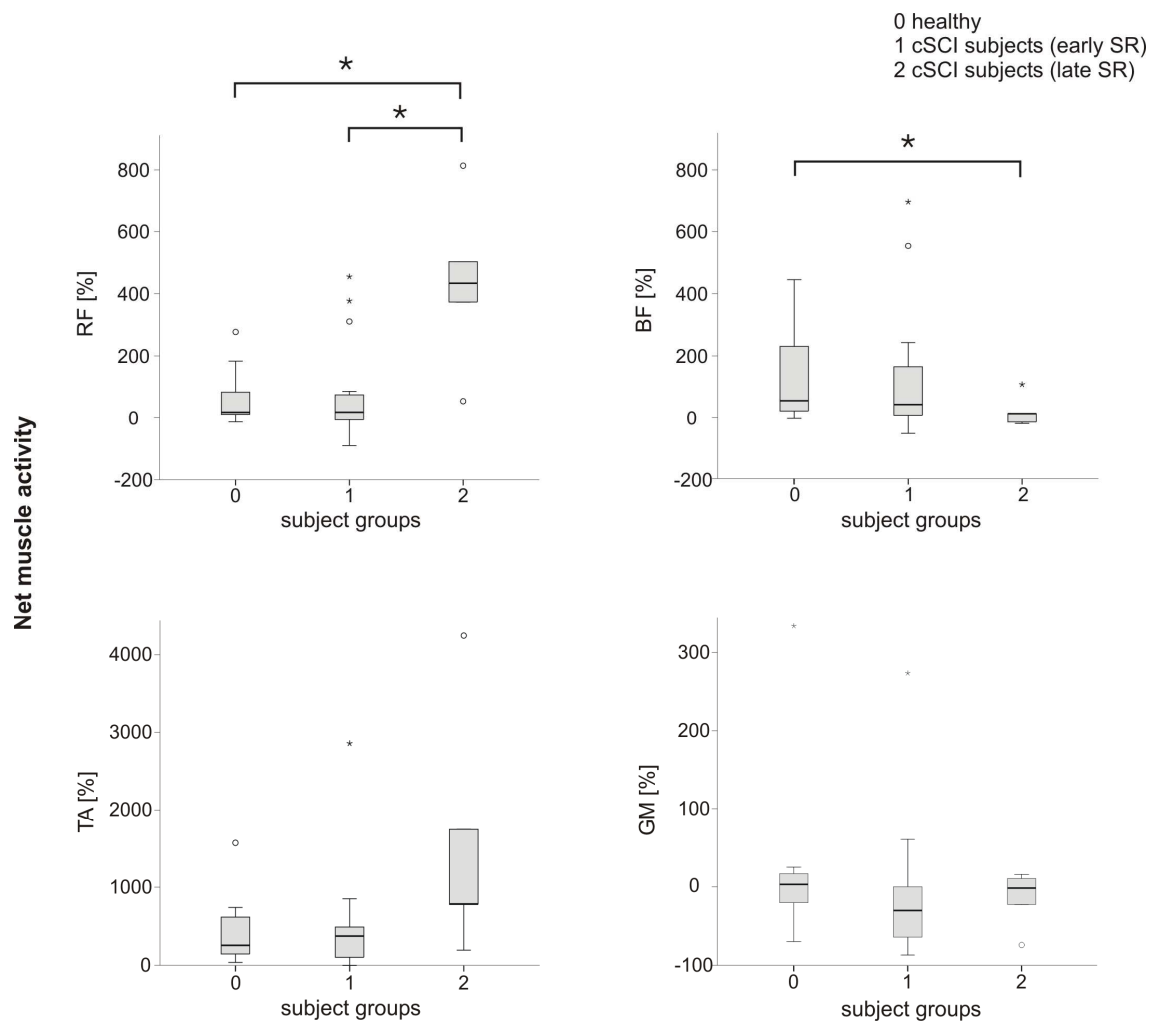 0 healthy
1 cSCI subjects (early SR)
2 cSCI subjects (late SR)
Net muscle activity
*
*
RF [%]
800
600
400
200
0
-200
0 1 2
subject groups
*
BF [%]
800
600
400
200
0
-200
0 1 2
subject groups
TA [%]
4000
3000
2000
1000
0
0 1 2
subject groups
GM [%]
300
200
100
0
-100
0 1 2
subject groups